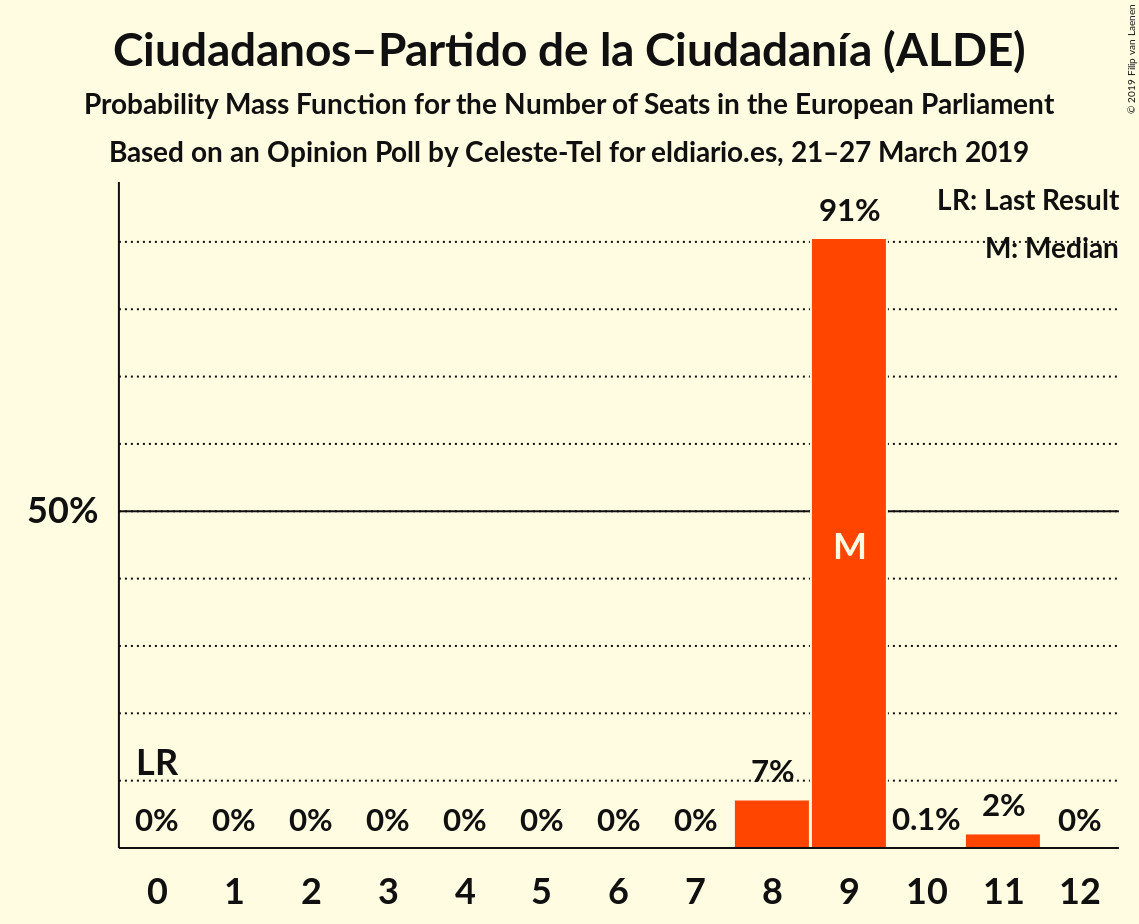 Ciudadanos–Partido de la Ciudadanía (ALDE)
Probability Mass Function for the Number of Seats in the European Parliament
Based on an Opinion Poll by Celeste-Tel for eldiario.es, 21–27 March 2019
© 2019 Filip van Laenen
LR: Last Result
M: Median
91%
50%
M
LR
7%
2%
0% 0% 0% 0% 0% 0% 0% 0% 0.1% 0%
0 1 2 3 4 5 6 7 8 9 10 11 12